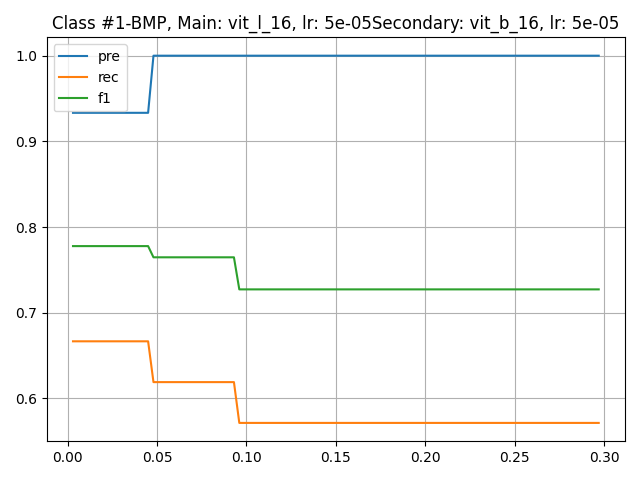 Class #1-BMP, Main: vit_l_16, lr: 5e-05Secondary: vit_b_16, lr: 5e-05
pre
rec
f1
1.0
0.9
0.8
0.7
0.6
0.00 0.05 0.10 0.15 0.20 0.25 0.30